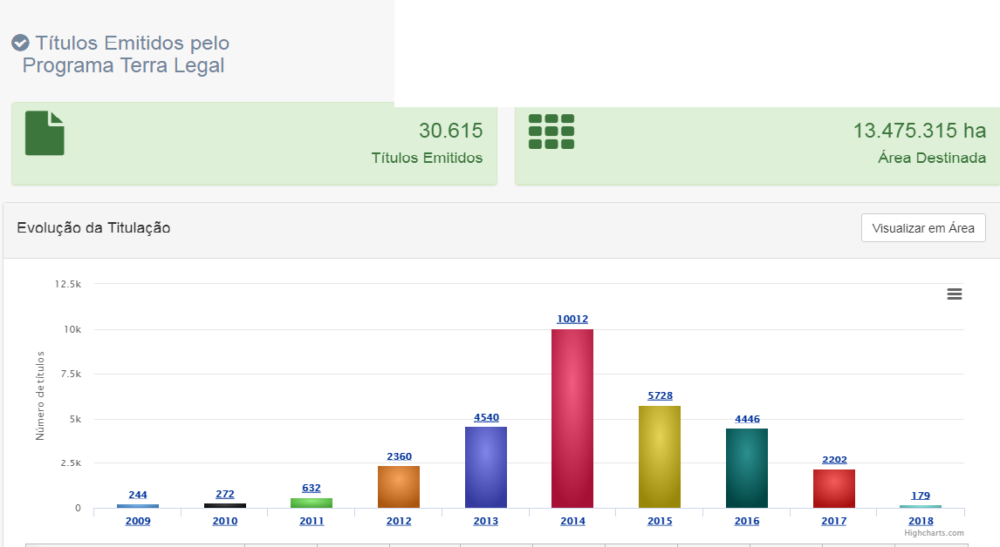 Títulos Emitidos pelo
Programa Terra Legal
30.615
Títulos Emitidos
13.475.315 ha
Área Destinada
Evolução da Titulação
Visualizar em Área
Número de títulos
12.5k
10k
7.5k
5k
2.5k
0
244
272
632
2360
4540
10012
5728
4446
2202
179
2009 2010 2011 2012 2013 2014 2015 2016 2017 2018
Highcharts.com